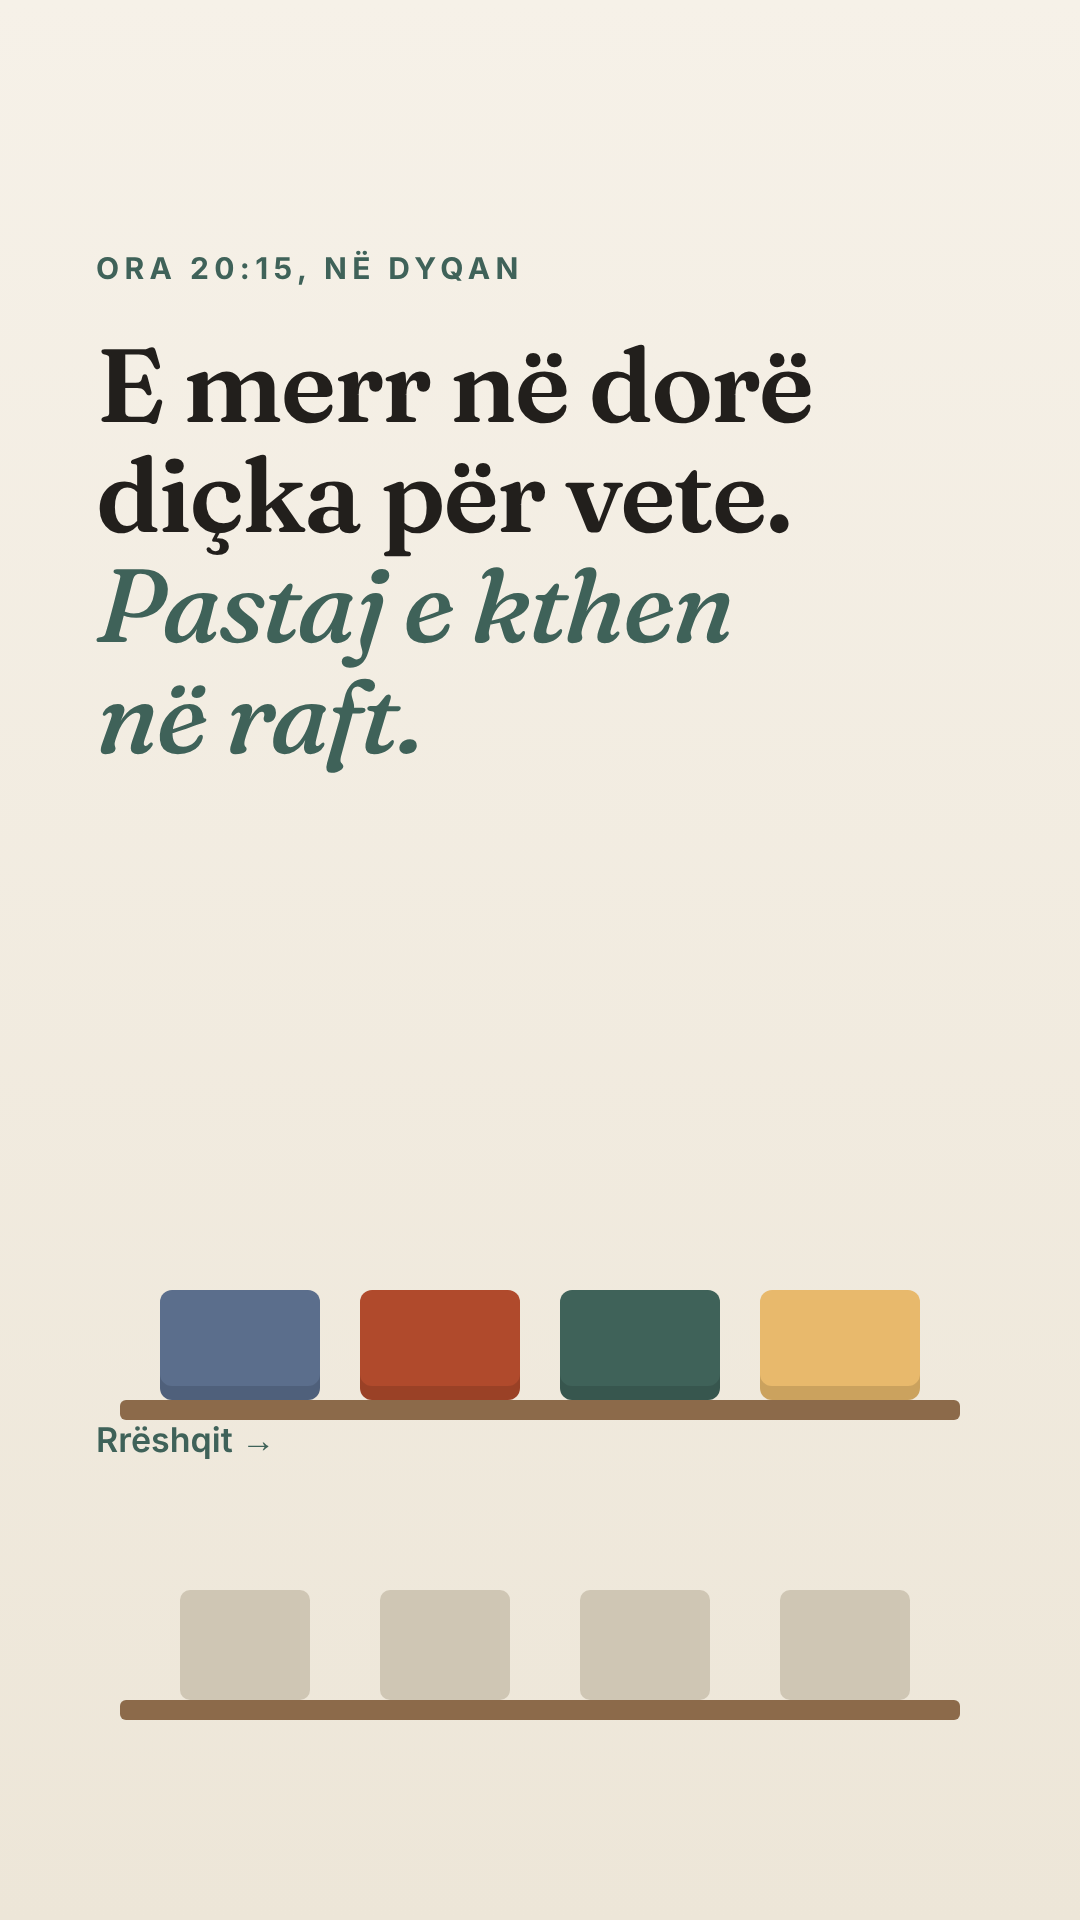 ORA 20:15, NË DYQAN
E merr në dorë
diçka për vete.
Pastaj e kthen
në raft.
Rrëshqit →